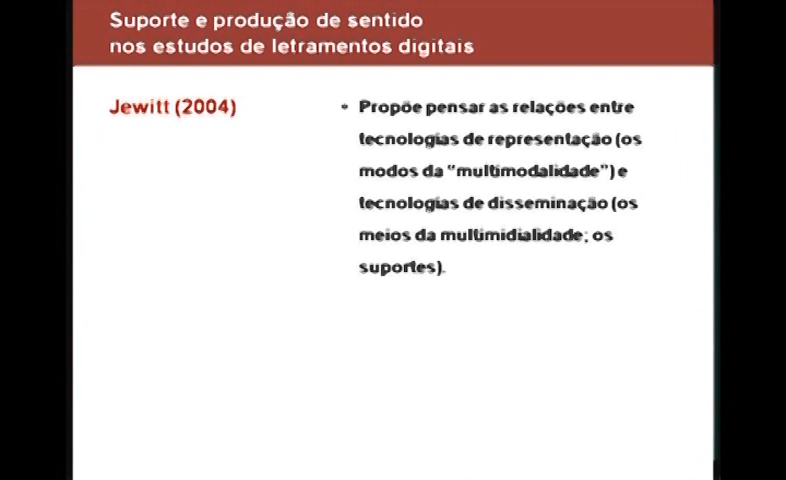 Suporte e produção de sentido
nos estudos de letramentos digitais
Jewitt (2004)
• Propõe pensar as relações entre
tecnologias de representação (os
modos da “multimodalidade”) e
tecnologias de disseminação (os
meios da multimidialidade; os
suportes).